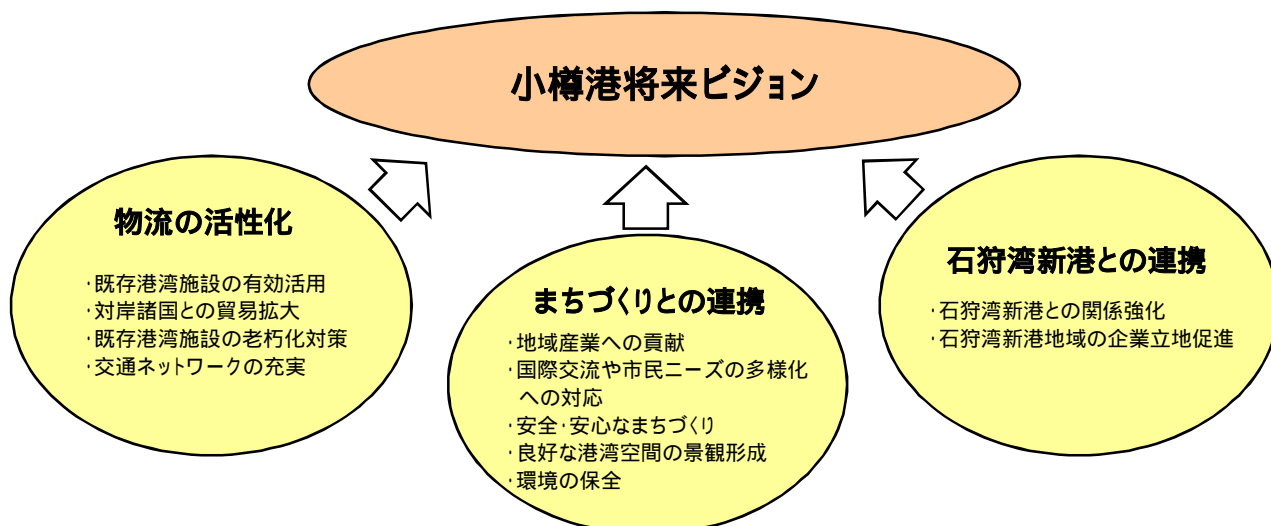 小樽港将来ビジョン
物流の活性化
・既存港湾施設の有効活用
・対岸諸国との貿易拡大
・既存港湾施設の老朽化対策
・交通ネットワークの充実
まちづくりとの連携
・地域産業への貢献
・国際交流や市民ニーズの多様化
への対応
・安全・安心なまちづくり
・良好な港湾空間の景観形成
・環境の保全
石狩湾新港との連携
・石狩湾新港との関係強化
・石狩湾新港地域の企業立地促進